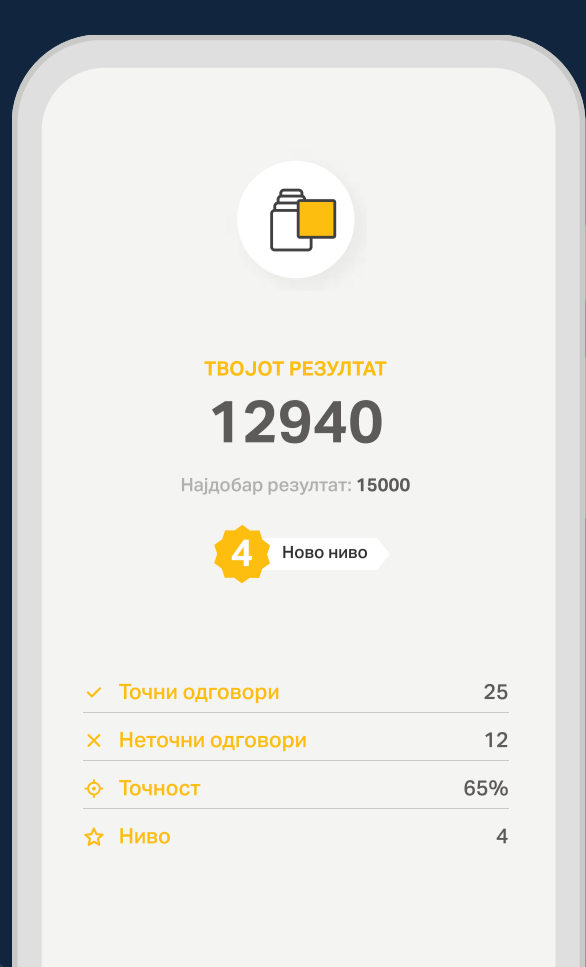 ТВОЈОТ РЕЗУЛТАТ
12940
Најдобар резултат: 15000
4 Ново ниво
Точни одговори 25
Неточни одговори 12
Точност 65%
Ниво 4